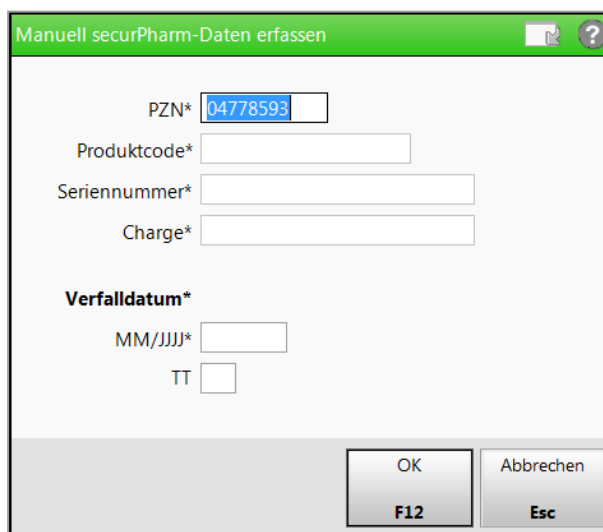 Manuell securPharm-Daten erfassen ?
PZN* 04778593
Produktcode*
Seriennummer*
Charge*
Verfalldatum*
MM/JJJJ*
TT
OK Abbrechen
F12 Esc